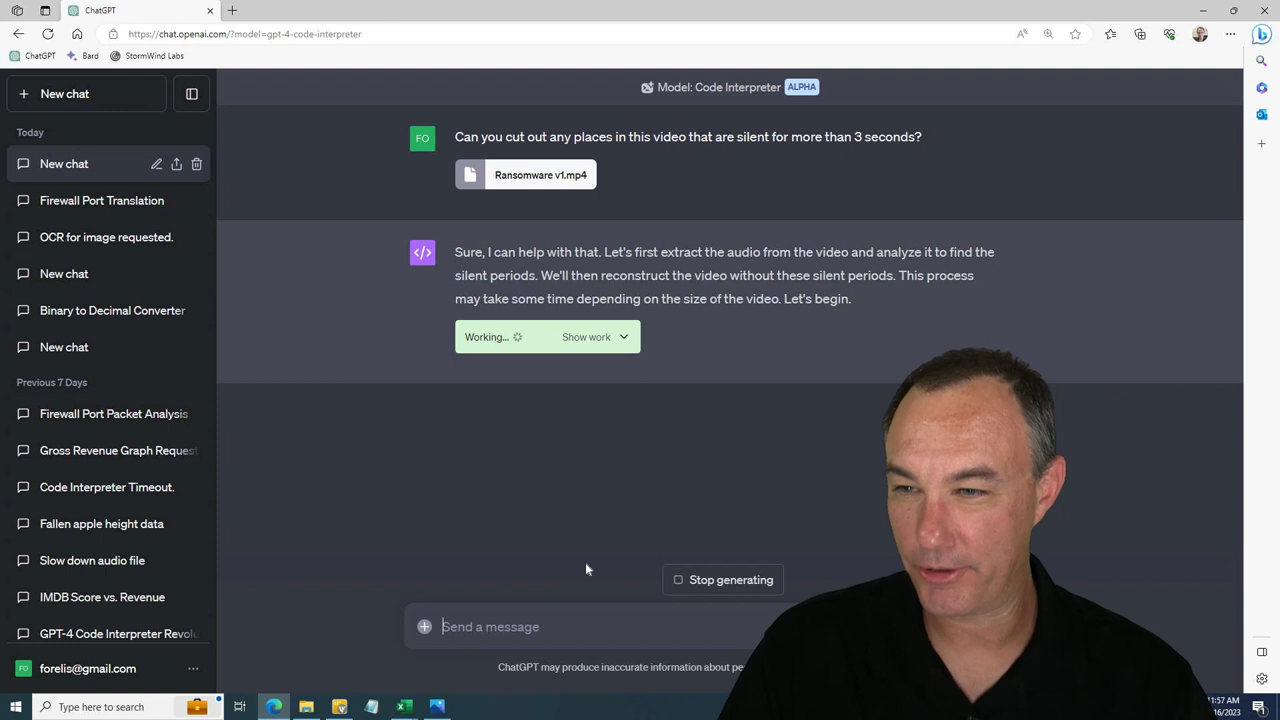 ChatGPT
https://chat.openai.com/?model=gpt-4-code-interpreter
ChatGPT
Bard
StormWind Labs
New chat
Model: Code Interpreter ALPHA
Today
New chat
Firewall Port Translation
OCR for image requested.
New chat
Binary to Decimal Converter
New chat
Previous 7 Days
Firewall Port Packet Analysis
Gross Revenue Graph Request
Code Interpreter Timeout.
Fallen apple height data
Slow down audio file
IMDB Score vs. Revenue
GPT-4 Code Interpreter Revolu
FO forelis@gmail.com
FO
Can you cut out any places in this video that are silent for more than 3 seconds?
Ransomware v1.mp4
Sure, I can help with that. Let's first extract the audio from the video and analyze it to find the
silent periods. We'll then reconstruct the video without these silent periods. This process
may take some time depending on the size of the video. Let's begin.
Working... Show work
Stop generating
Send a message
ChatGPT may produce inaccurate information about
Type here to search
:57 AM
16/2023